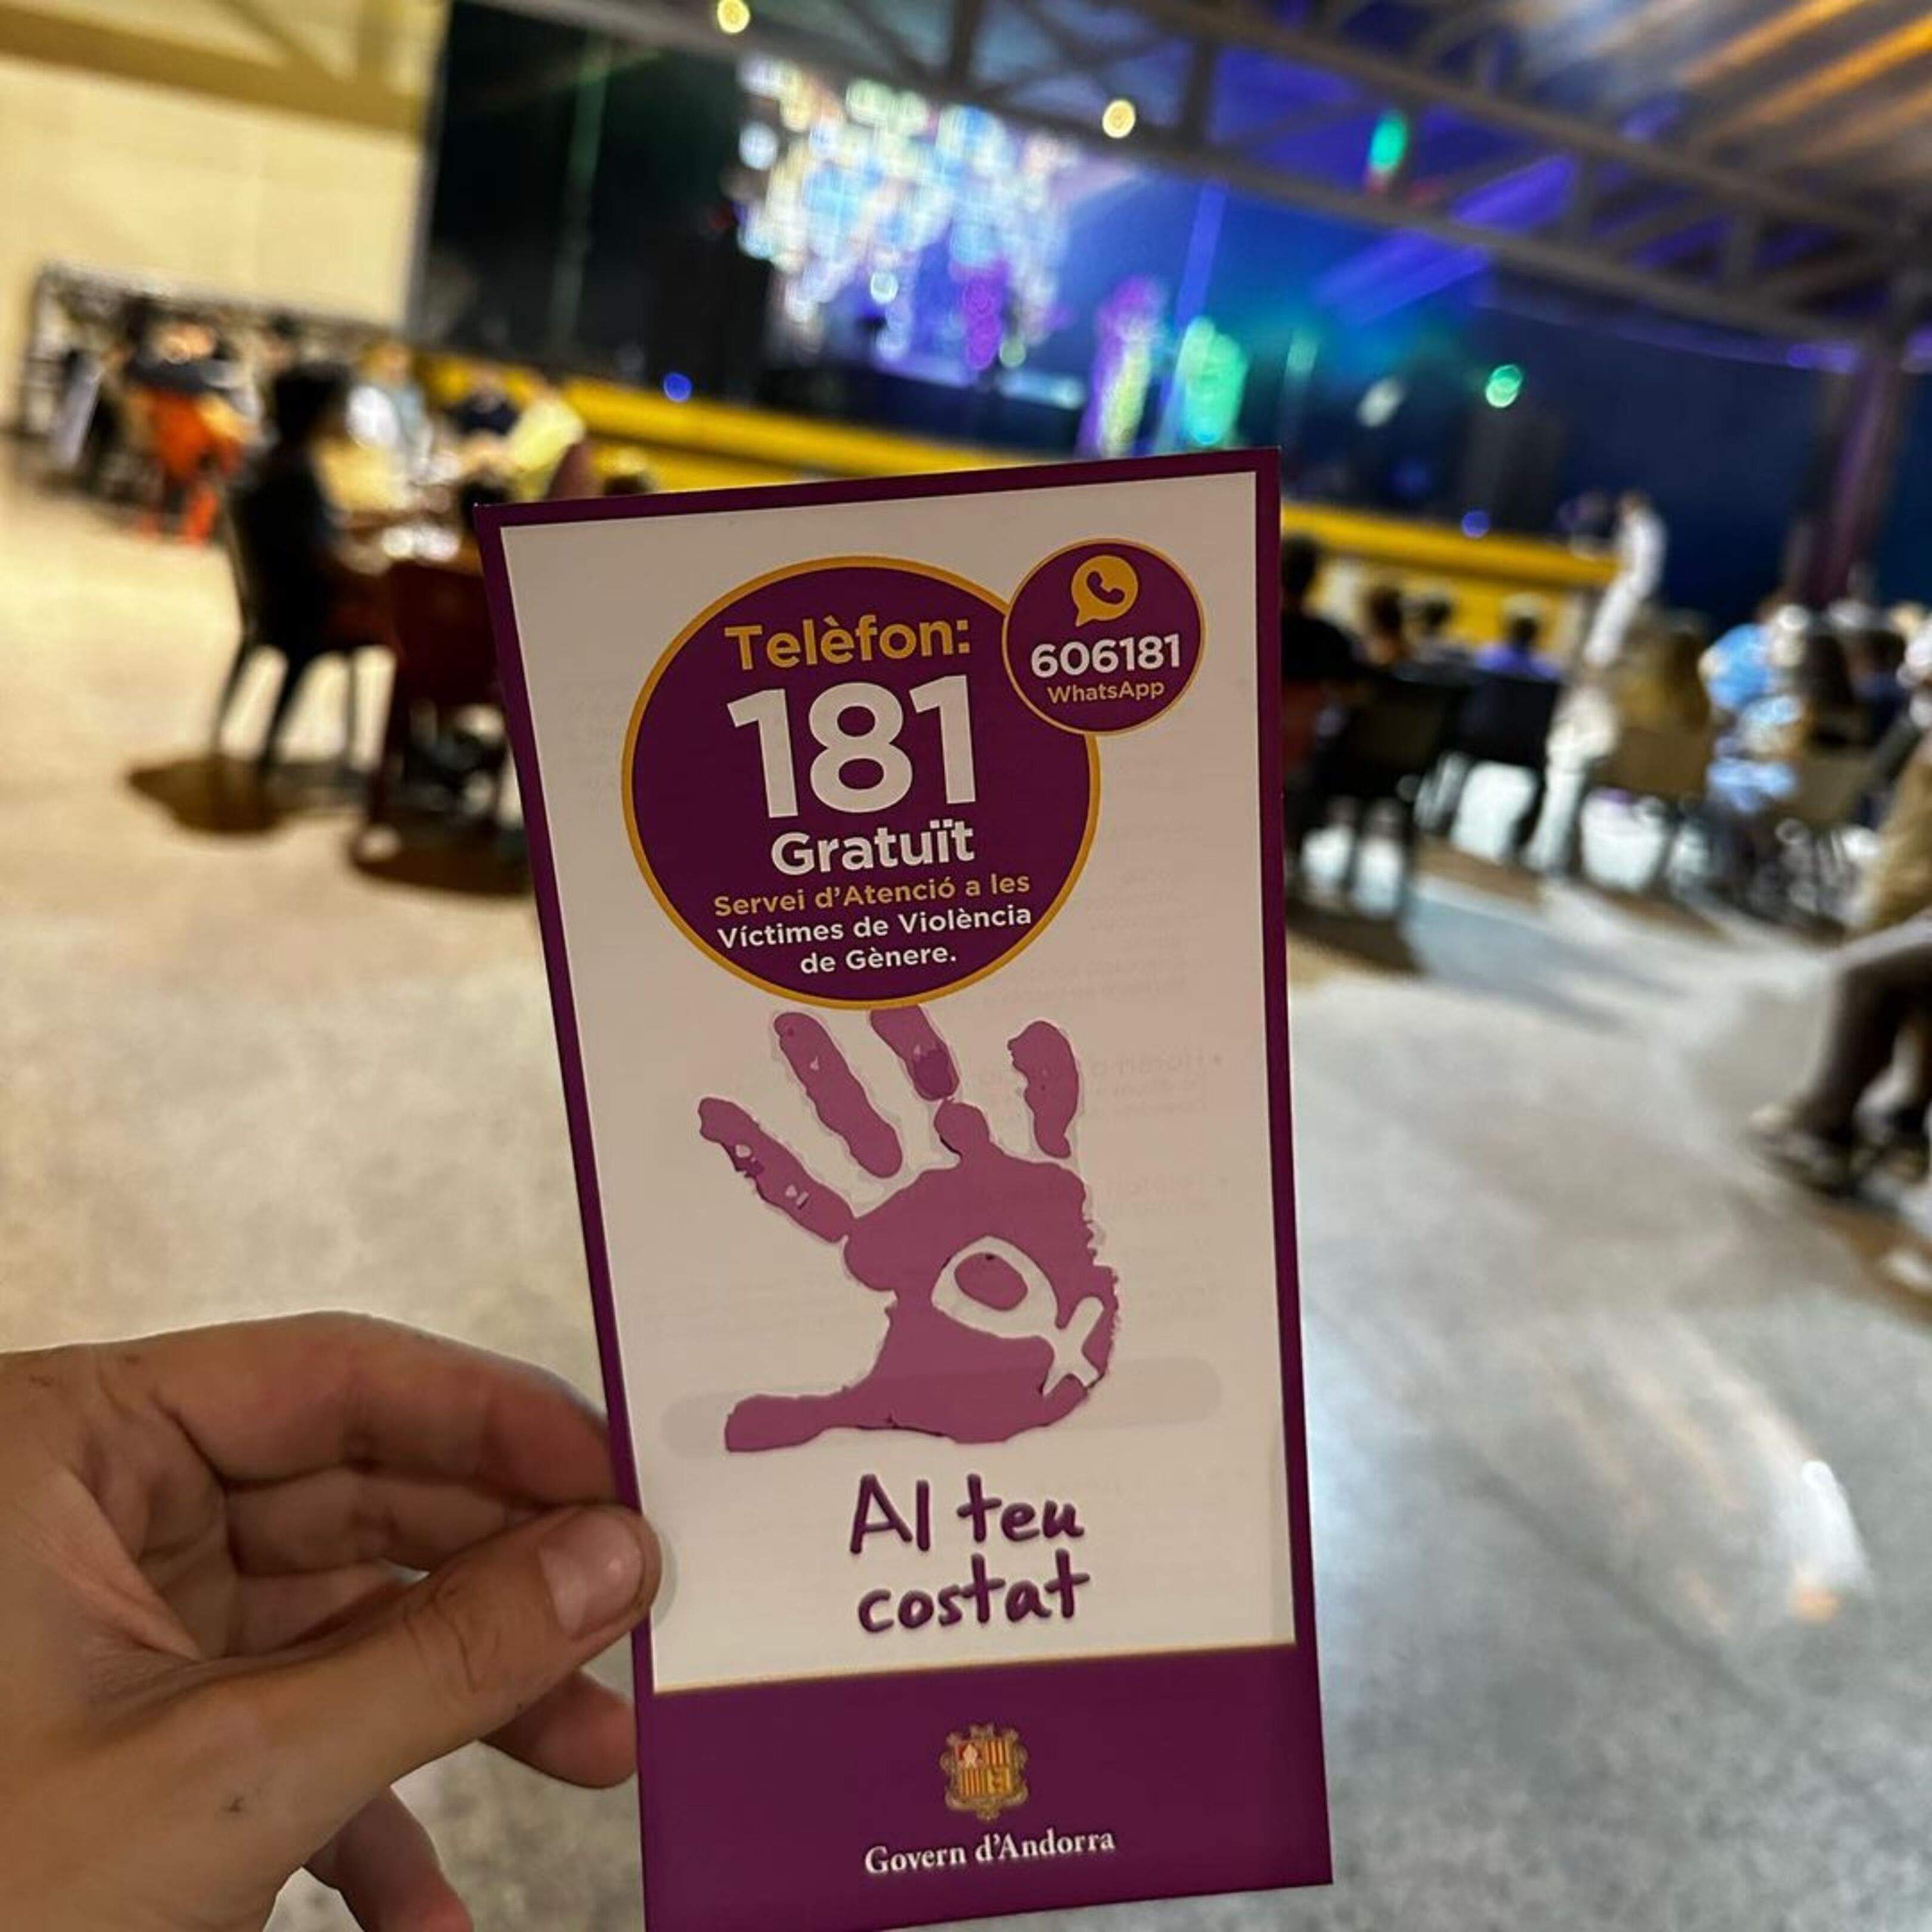 Telèfon:
181
Gratuït
Servei d'Atenció a les
Víctimes de Violència
de Gènere.
606181
WhatsApp
Al teu
costat
Govern d'Andorra